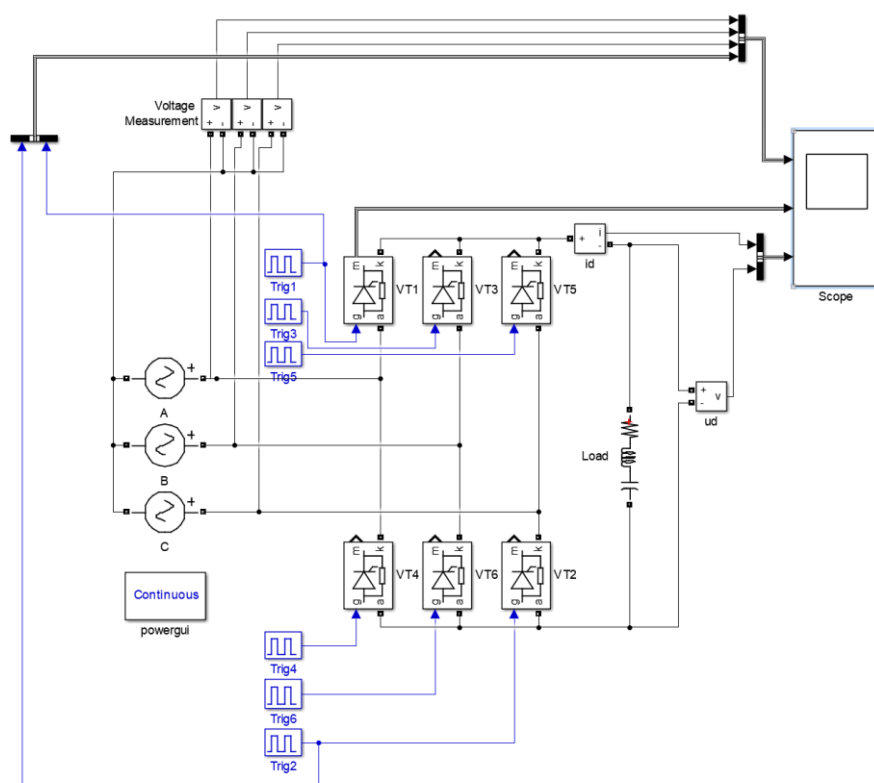 v
v
v
Voltage
Measurement
+
-
+
-
+
-
Trig1
m
k
g
a
VT1
m
k
g
a
VT3
m
k
g
a
VT5
+
i
-
id
Scope
Trig3
Trig5
+
A
+
B
+
C
Load
+
-
v
ud
m
k
g
a
VT4
m
k
g
a
VT6
m
k
g
a
VT2
Continuous
powergui
Trig4
Trig6
Trig2